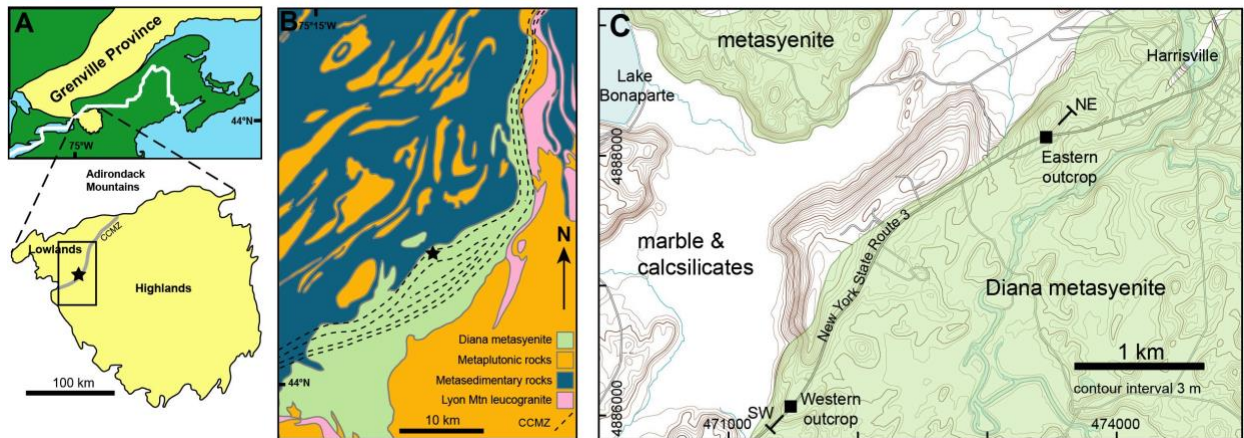 A
Grenville Province
44°N
75°W
Adirondack
Mountains
CCMZ
Lowlands
Highlands
100 km
B
75°15'W
N
Diana metasyenite
Metaplutonic rocks
Metasedimentary rocks
Lyon Mtn leucogranite
CCMZ
44°N
10 km
C
metasyenite
Harrisville
Lake
Bonaparte
NE
4888000
Eastern
outcrop
marble &
calcsilicates
New York State Route 3
Diana metasyenite
1 km
contour interval 3 m
4886000
SW
Western
outcrop
471000
474000